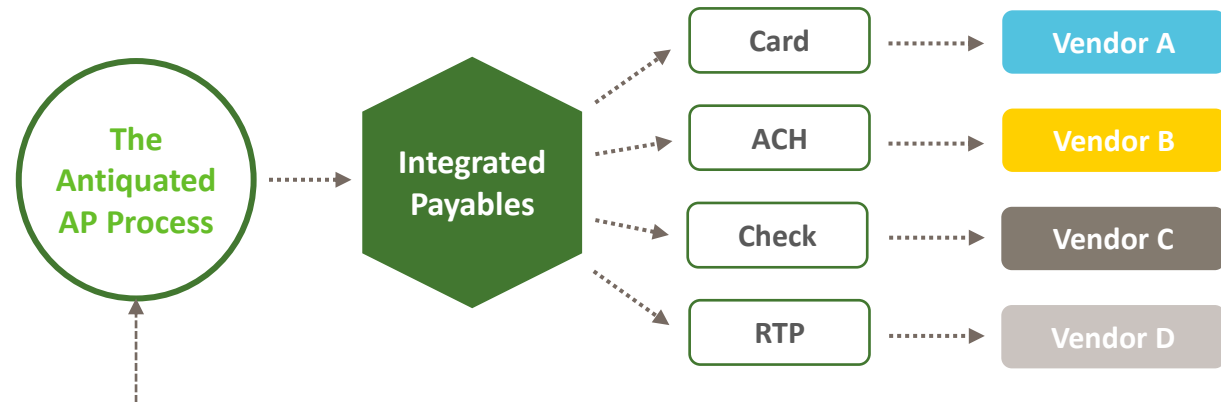 The
Antiquated
AP Process
Integrated
Payables
Card
Vendor A
ACH
Vendor B
Check
Vendor C
RTP
Vendor D